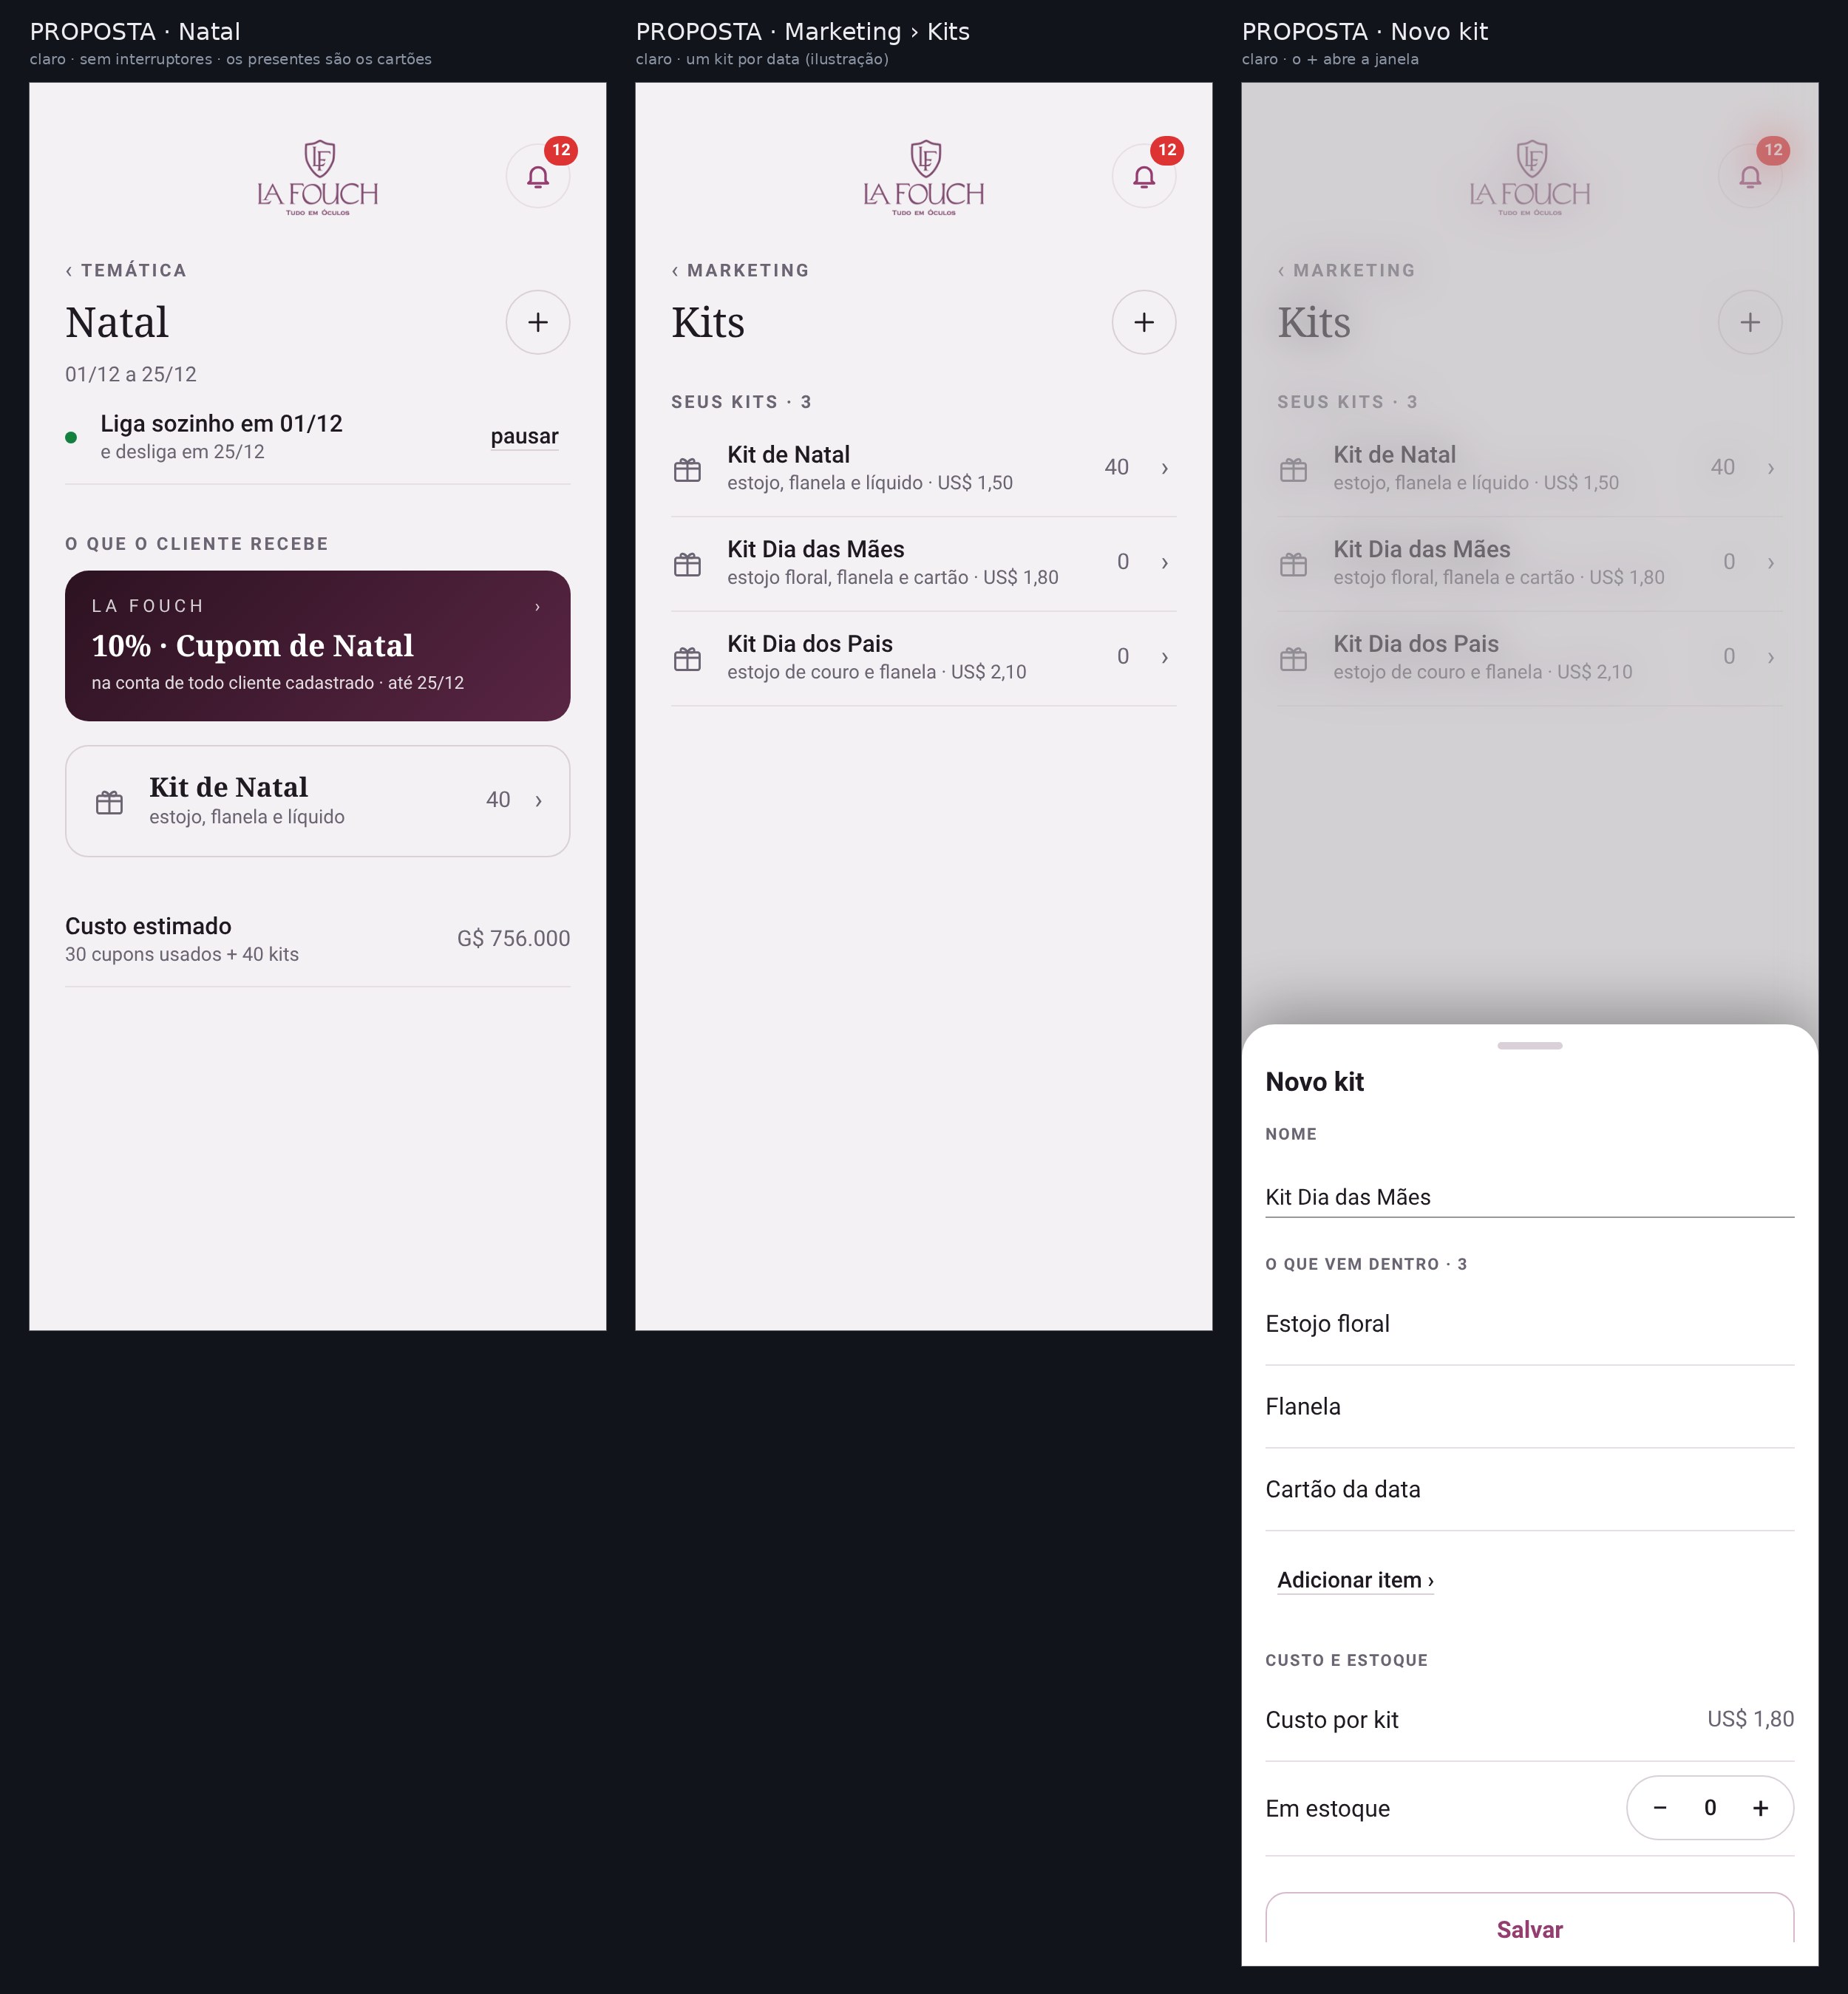 PROPOSTA · Natal
claro · sem interruptores · os presentes são os cartões
LF
LA FOUCH
TUDO EM ÓCULOS
12
‹ TEMÁTICA
Natal
+
01/12 a 25/12
Liga sozinho em 01/12
e desliga em 25/12
pausar
O QUE O CLIENTE RECEBE
LA FOUCH ›
10% · Cupom de Natal
na conta de todo cliente cadastrado · até 25/12
Kit de Natal
estojo, flanela e líquido
40 ›
Custo estimado
30 cupons usados + 40 kits
G$ 756.000
PROPOSTA · Marketing › Kits
claro · um kit por data (ilustração)
LF
LA FOUCH
TUDO EM ÓCULOS
12
‹ MARKETING
Kits
+
SEUS KITS · 3
Kit de Natal
estojo, flanela e líquido · US$ 1,50
40 ›
Kit Dia das Mães
estojo floral, flanela e cartão · US$ 1,80
0 ›
Kit Dia dos Pais
estojo de couro e flanela · US$ 2,10
0 ›
PROPOSTA · Novo kit
claro · o + abre a janela
LF
LA FOUCH
TUDO EM ÓCULOS
12
‹ MARKETING
Kits
+
SEUS KITS · 3
Kit de Natal
estojo, flanela e líquido · US$ 1,50
40 ›
Kit Dia das Mães
estojo floral, flanela e cartão · US$ 1,80
0 ›
Kit Dia dos Pais
estojo de couro e flanela · US$ 2,10
0 ›
Novo kit
NOME
Kit Dia das Mães
O QUE VEM DENTRO · 3
Estojo floral
Flanela
Cartão da data
Adicionar item ›
CUSTO E ESTOQUE
Custo por kit
US$ 1,80
Em estoque
− 0 +
Salvar